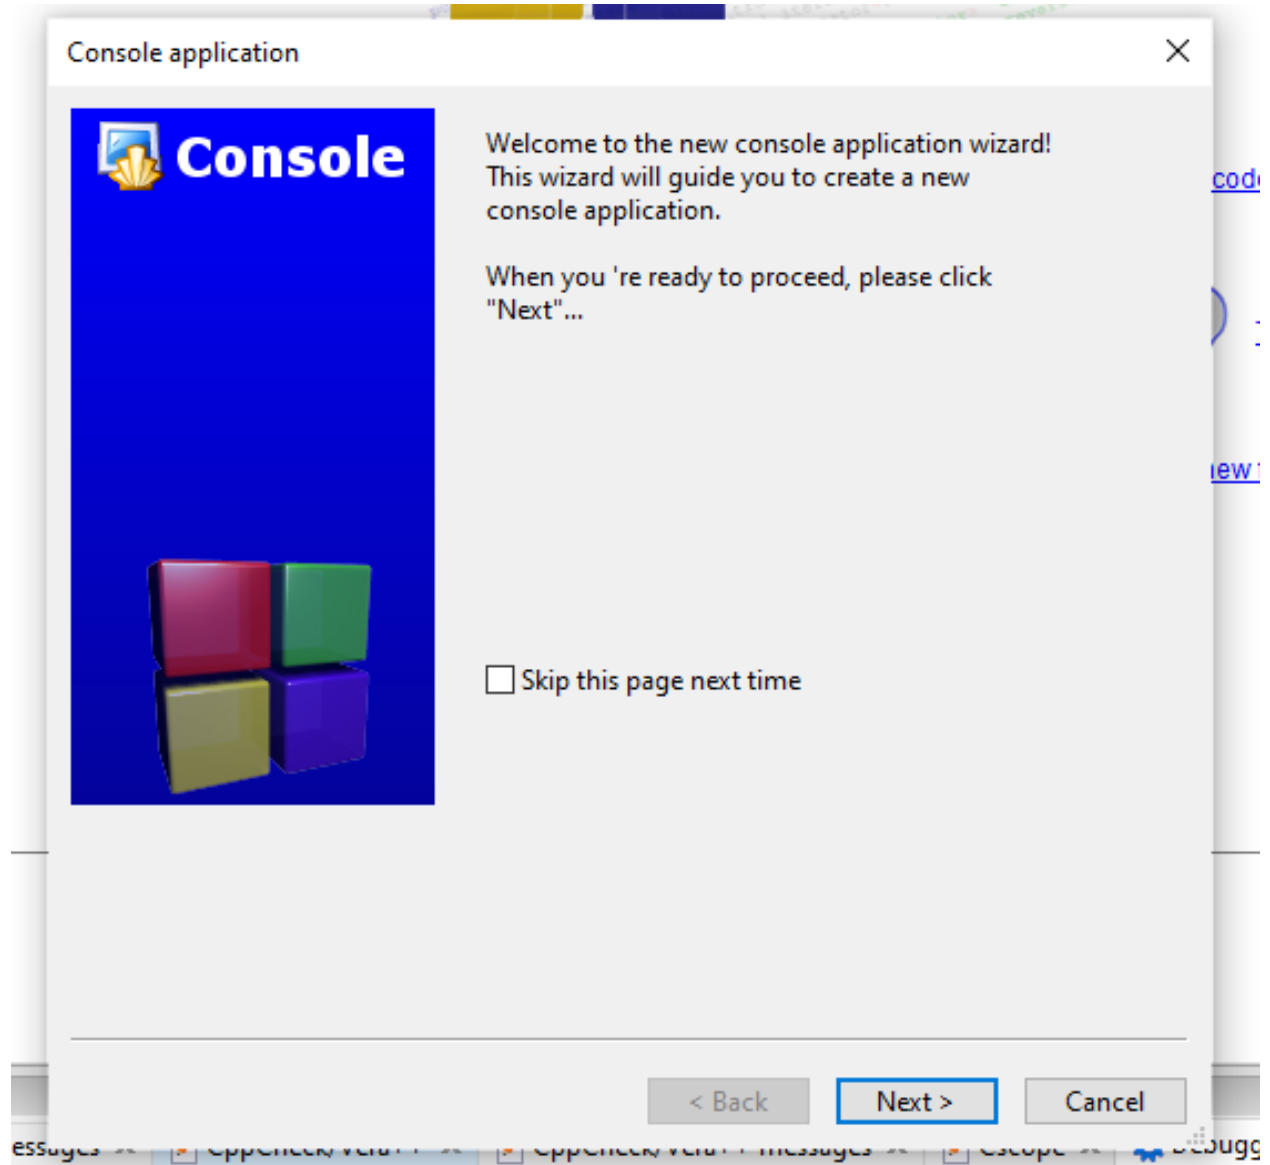 Console application
Console
Welcome to the new console application wizard!
This wizard will guide you to create a new
console application.
When you 're ready to proceed, please click
"Next"...
Skip this page next time
< Back
Next >
Cancel